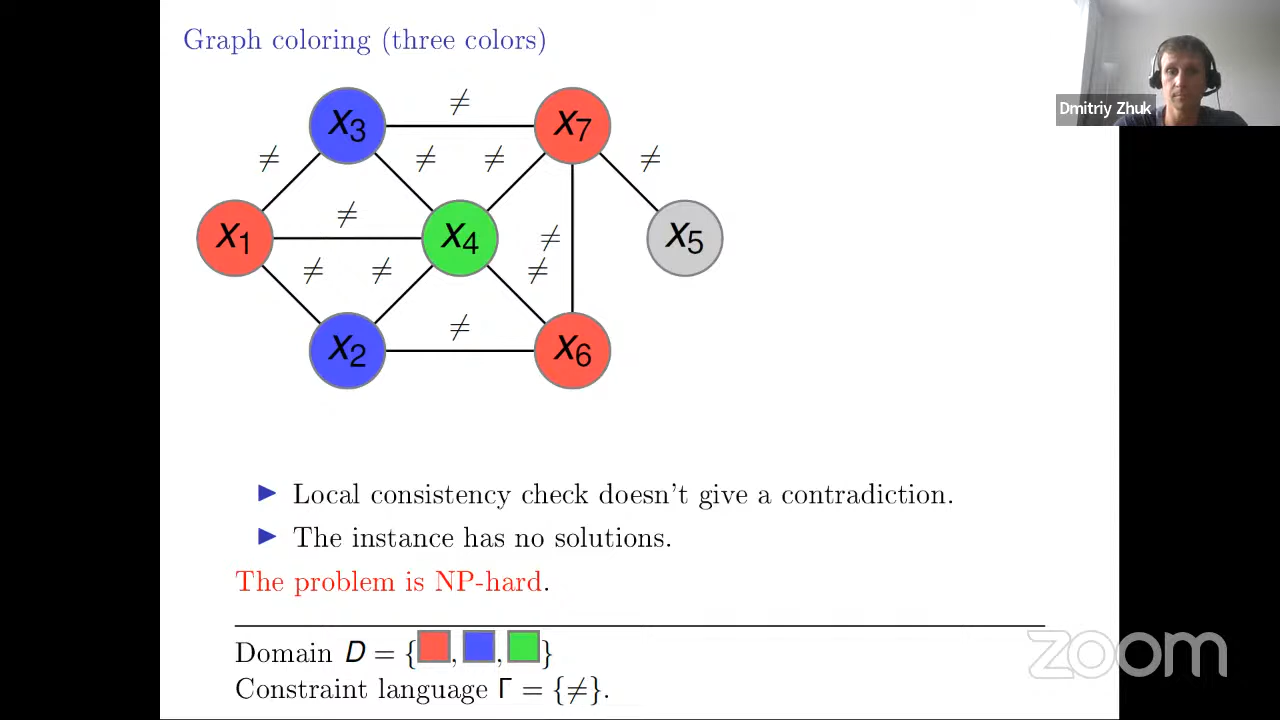 Graph coloring (three colors)
Dmitriy Zhuk
≠
x3
x7
≠
≠
≠
≠
≠
x1
x4
≠
x5
≠
≠
≠
≠
x2
x6
▶ Local consistency check doesn't give a contradiction.
▶ The instance has no solutions.
The problem is NP-hard.
Domain D = { , , }
Constraint language Γ = {≠}.
zoom